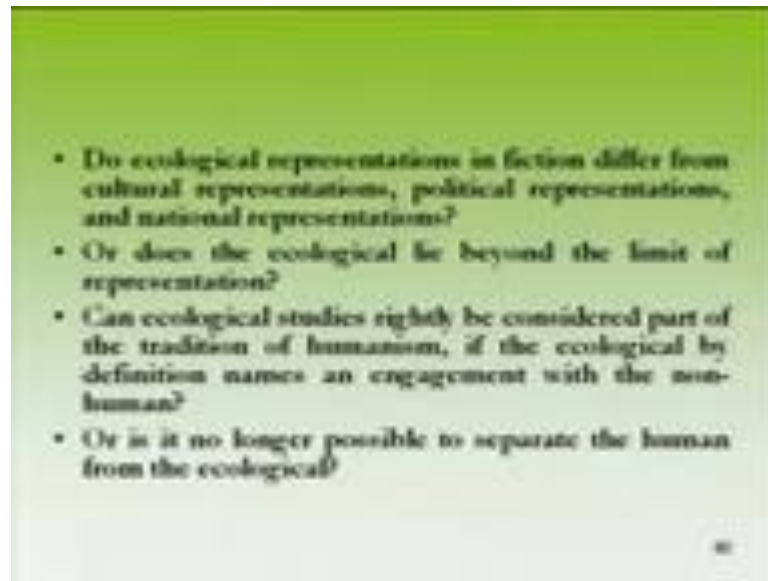 • Do ecological representations in fiction differ from
cultural representations, political representations,
and national representations?
• Or does the ecological lie beyond the limit of
representation?
• Can ecological studies rightly be considered part of
the tradition of humanism, if the ecological by
definition names an engagement with the non-
human?
• Or is it no longer possible to separate the human
from the ecological?